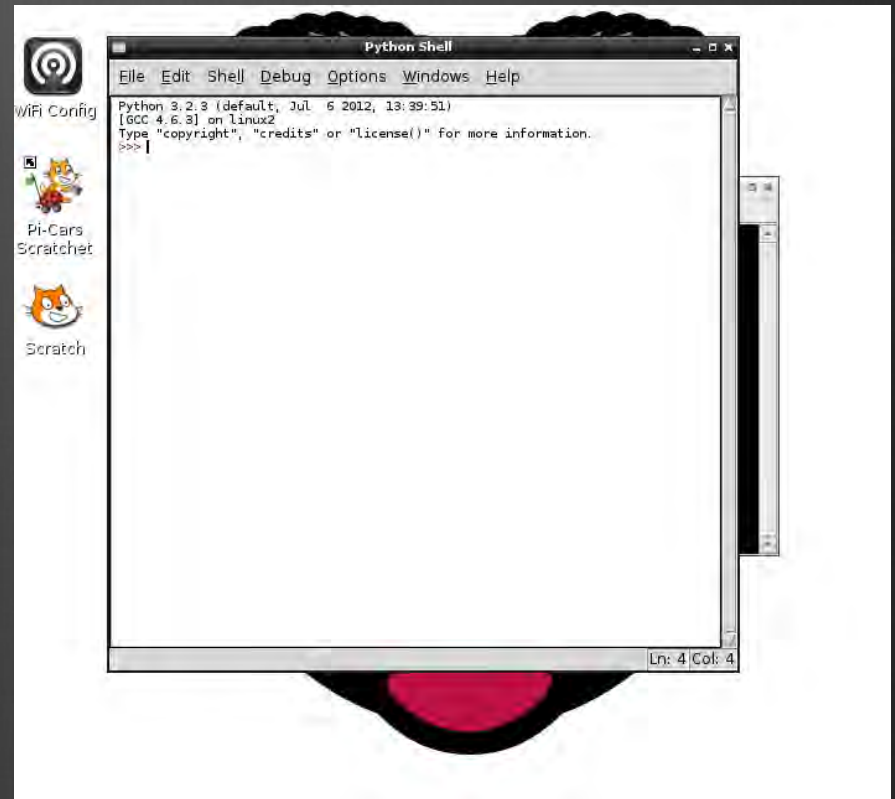 Python Shell
File Edit Shell Debug Options Windows Help
Python 3.2.3 (default, Jul  6 2012, 13:39:51)
[GCC 4.6.3] on linux2
Type "copyright", "credits" or "license()" for more information.
>>>
Ln: 4 Col: 4
WiFi Config
Pi-Cars
Scratchet
Scratch